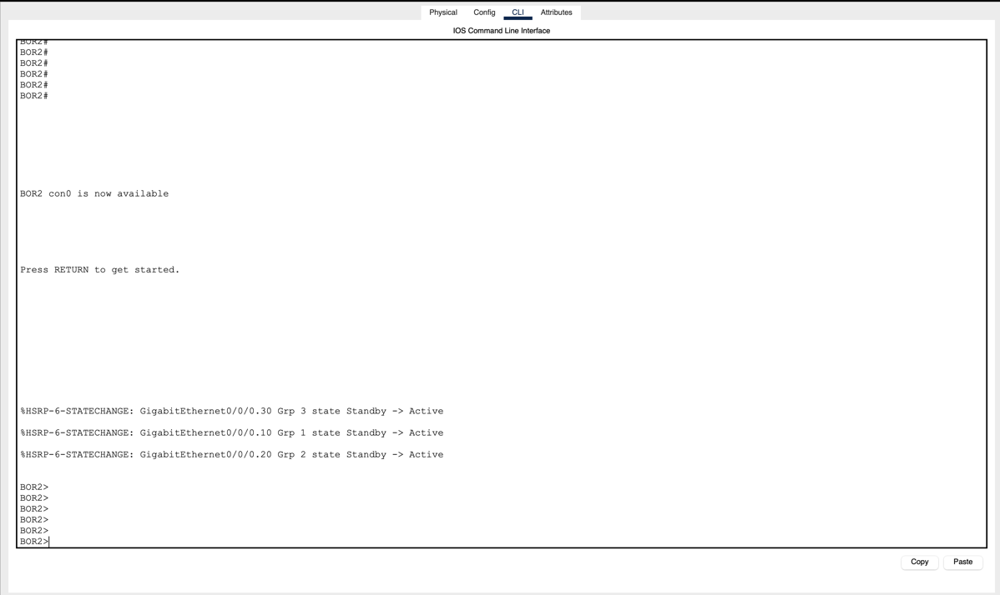 Physical Config CLI Attributes
IOS Command Line Interface
BOR2#
BOR2#
BOR2#
BOR2#
BOR2#
BOR2#
BOR2 con0 is now available
Press RETURN to get started.
%HSRP-6-STATECHANGE: GigabitEthernet0/0/0.30 Grp 3 state Standby -> Active
%HSRP-6-STATECHANGE: GigabitEthernet0/0/0.10 Grp 1 state Standby -> Active
%HSRP-6-STATECHANGE: GigabitEthernet0/0/0.20 Grp 2 state Standby -> Active
BOR2>
BOR2>
BOR2>
BOR2>
BOR2>
BOR2>
Copy Paste